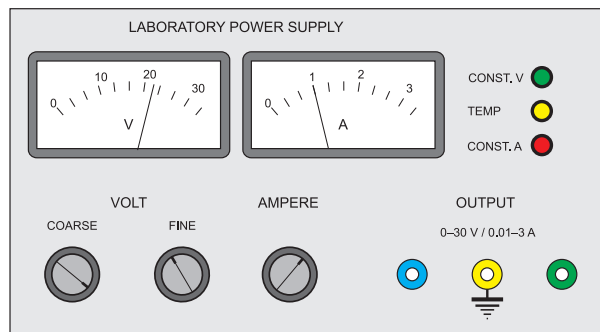 LABORATORY POWER SUPPLY
0 10 20 30
V
0 1 2 3
A
CONST. V
TEMP
CONST. A
VOLT
COARSE FINE
AMPERE
OUTPUT
0–30 V / 0.01–3 A